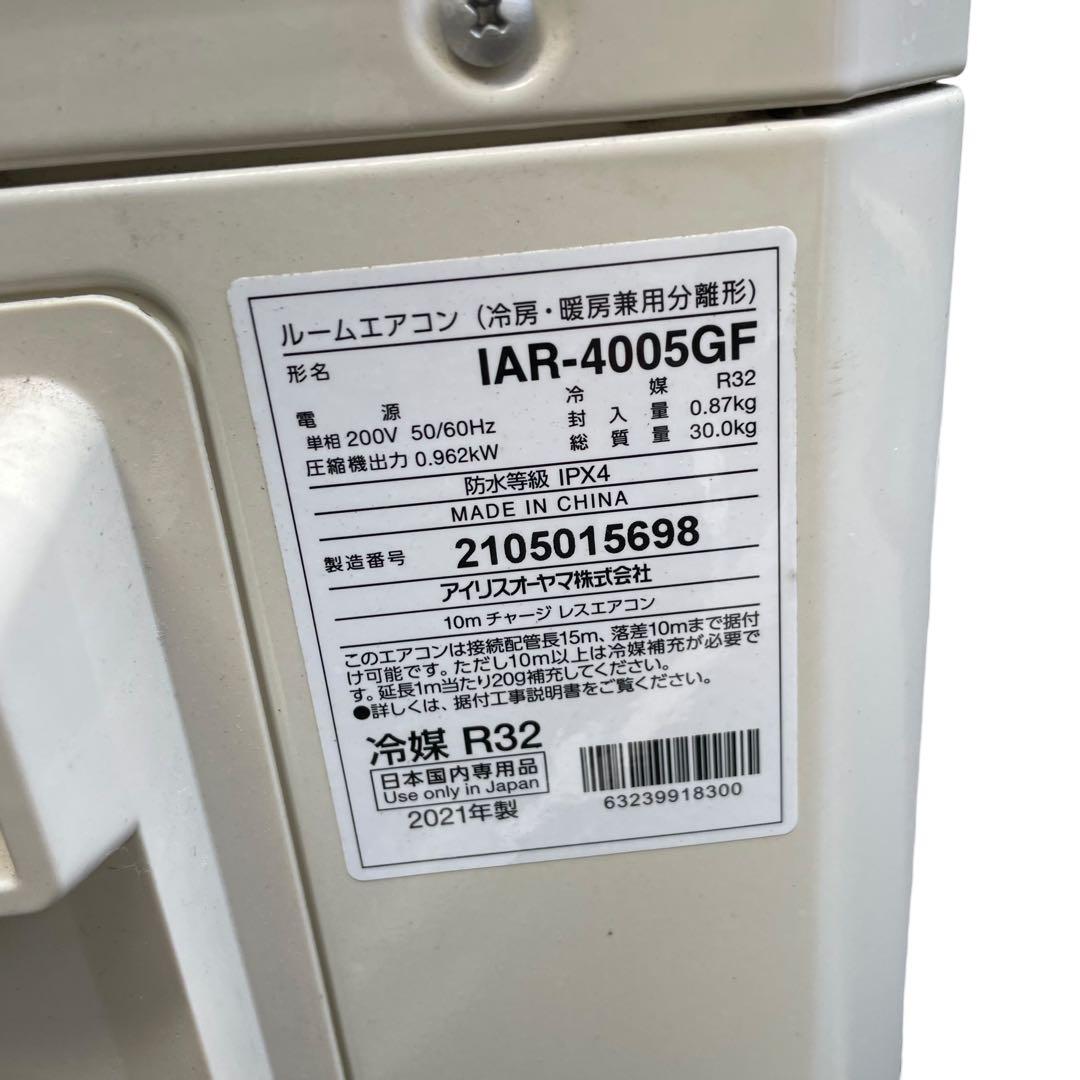 ルームエアコン（冷房・暖房兼用分離形）
形名 IAR-4005GF
電源 冷媒 R32
単相 200V 50/60Hz 封入量 0.87kg
圧縮機出力 0.962kW 総質量 30.0kg
防水等級 IPX4
MADE IN CHINA
製造番号 2105015698
アイリスオーヤマ株式会社
10m チャージ レスエアコン
このエアコンは接続配管長15m、落差10mまで据付
け可能です。ただし10m以上は冷媒補充が必要で
す。延長1m当たり20g補充してください。
●詳しくは、据付工事説明書をご覧ください。
冷媒 R32
日本国内専用品
Use only in Japan
2021年製
63239918300